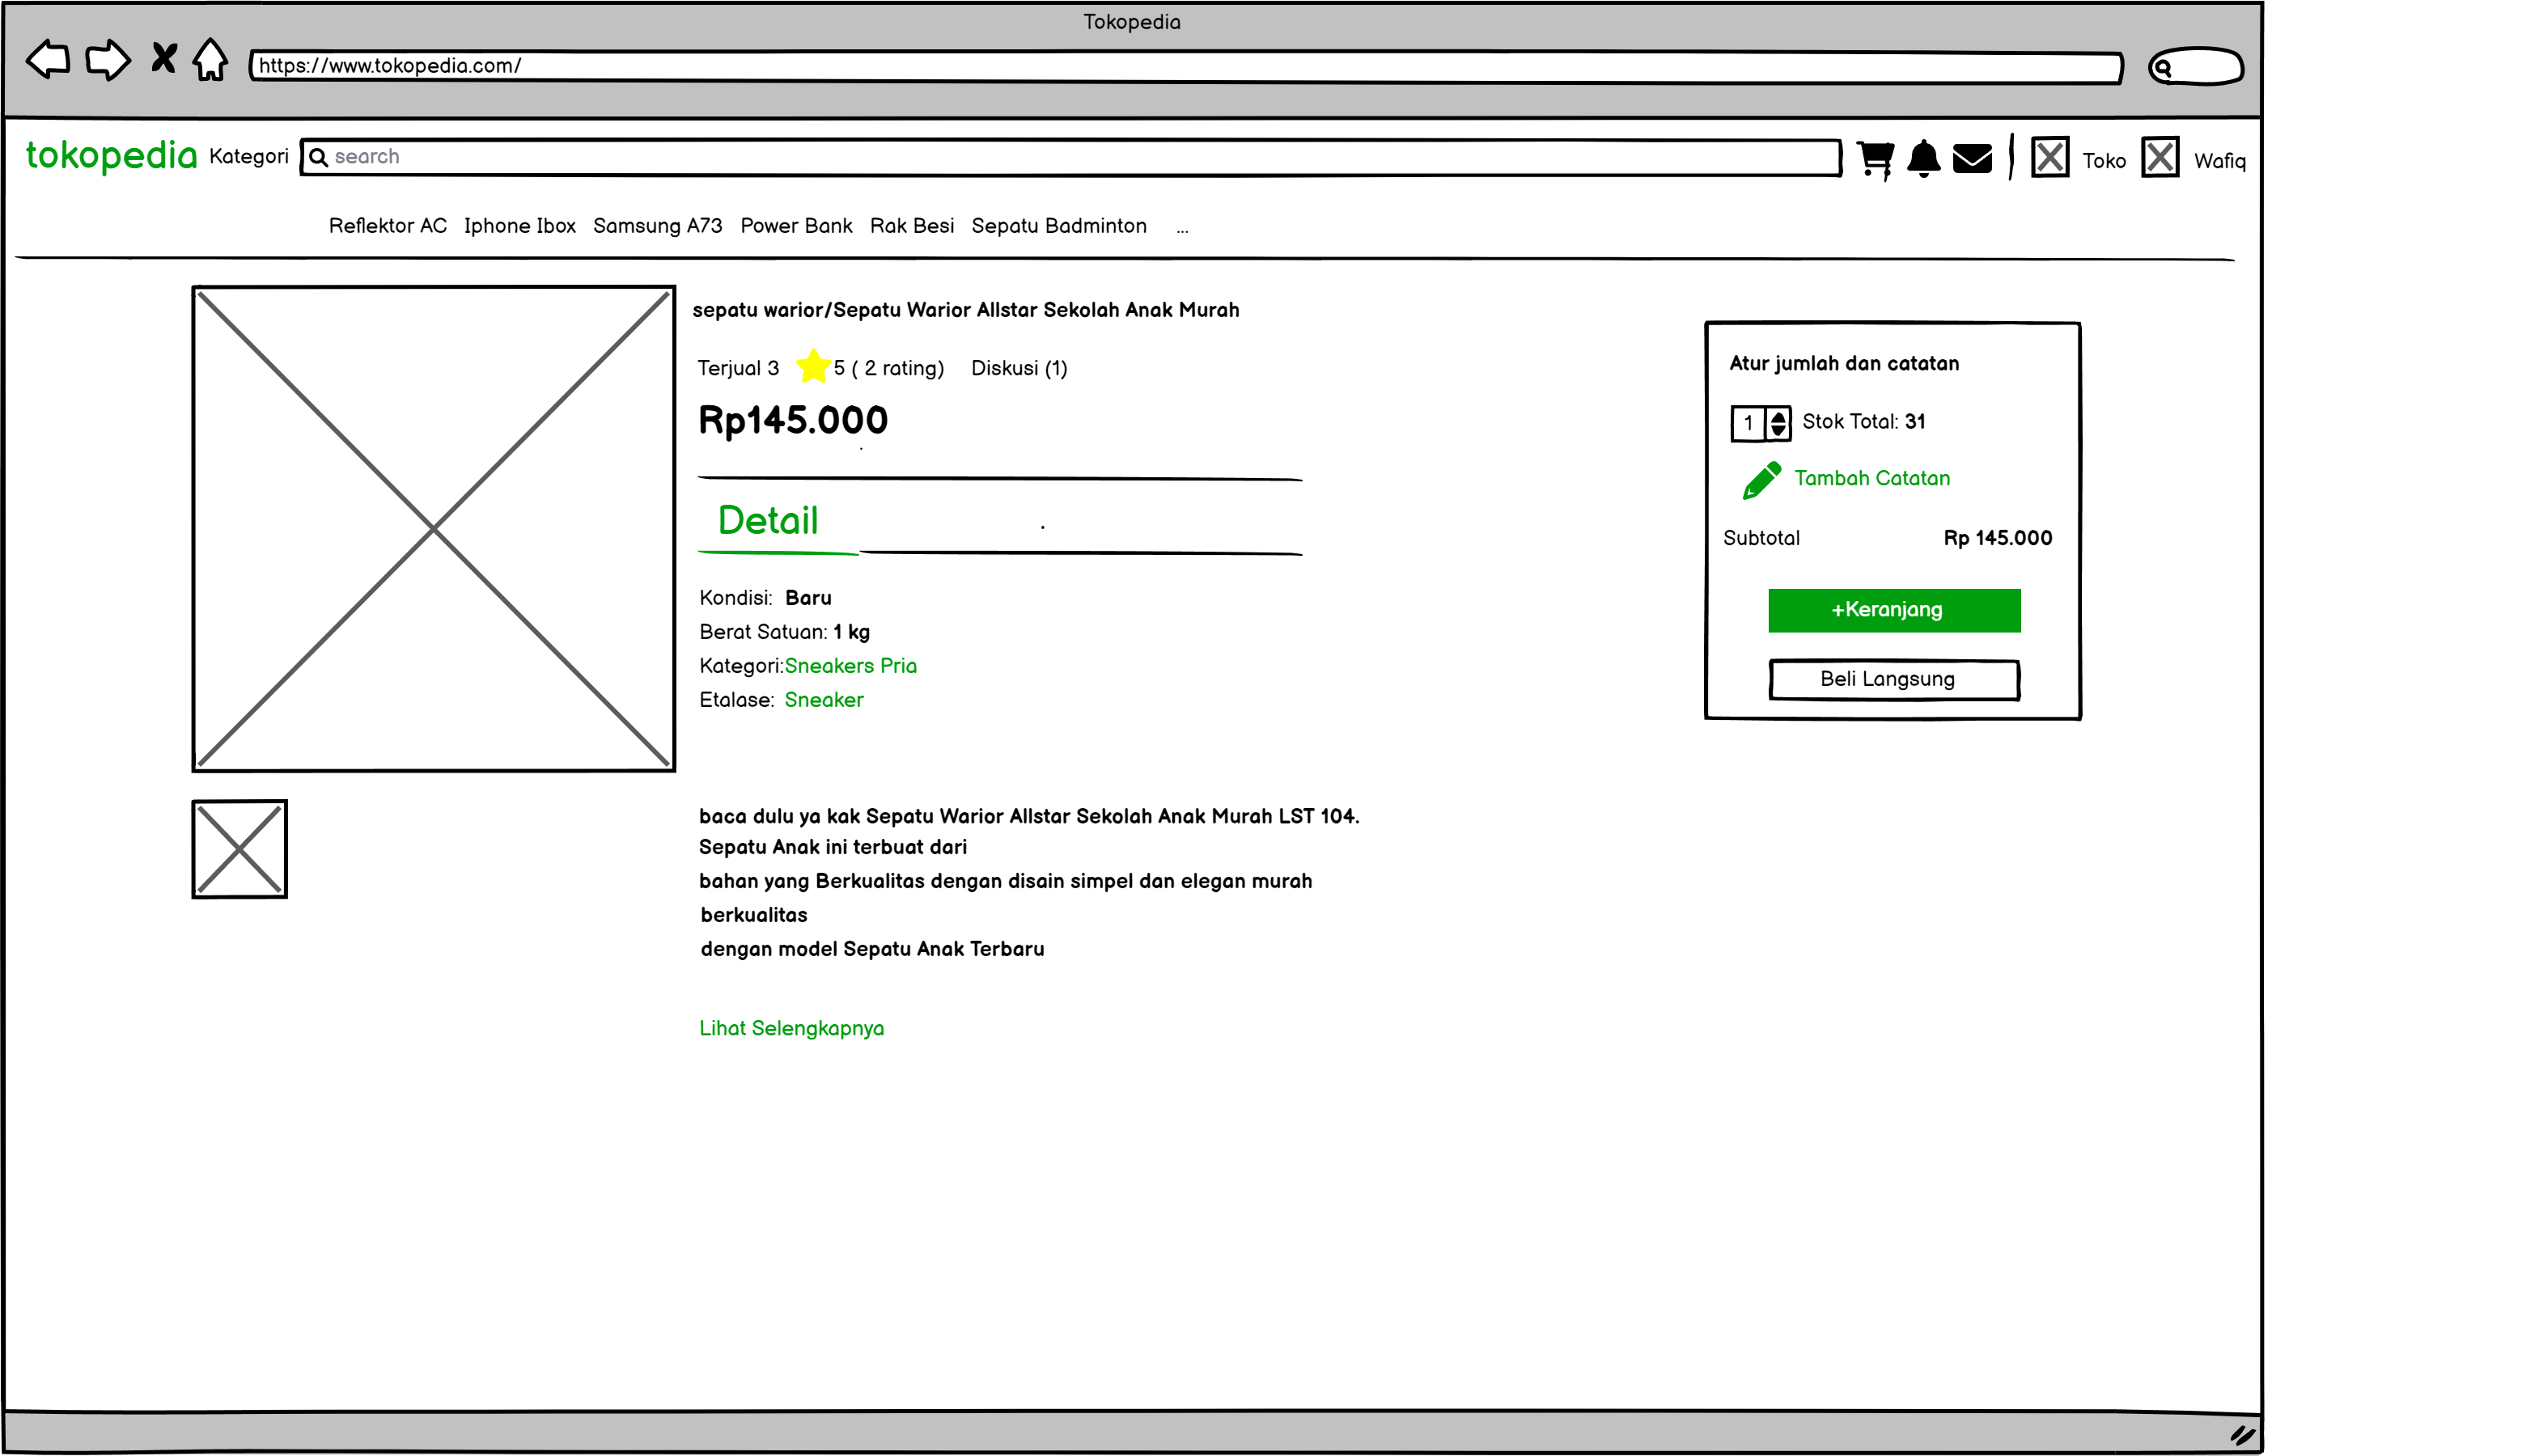 Tokopedia
https://www.tokopedia.com/
tokopedia Kategori search Toko Wafiq
Reflektor AC Iphone Ibox Samsung A73 Power Bank Rak Besi Sepatu Badminton ...
sepatu warior/Sepatu Warior Allstar Sekolah Anak Murah
Terjual 3 5 ( 2 rating) Diskusi (1)
Rp145.000
Detail
Kondisi: Baru
Berat Satuan: 1 kg
Kategori:Sneakers Pria
Etalase: Sneaker
baca dulu ya kak Sepatu Warior Allstar Sekolah Anak Murah LST 104.
Sepatu Anak ini terbuat dari
bahan yang Berkualitas dengan disain simpel dan elegan murah
berkualitas
dengan model Sepatu Anak Terbaru
Lihat Selengkapnya
Atur jumlah dan catatan
1 Stok Total: 31
Tambah Catatan
Subtotal Rp 145.000
+Keranjang
Beli Langsung